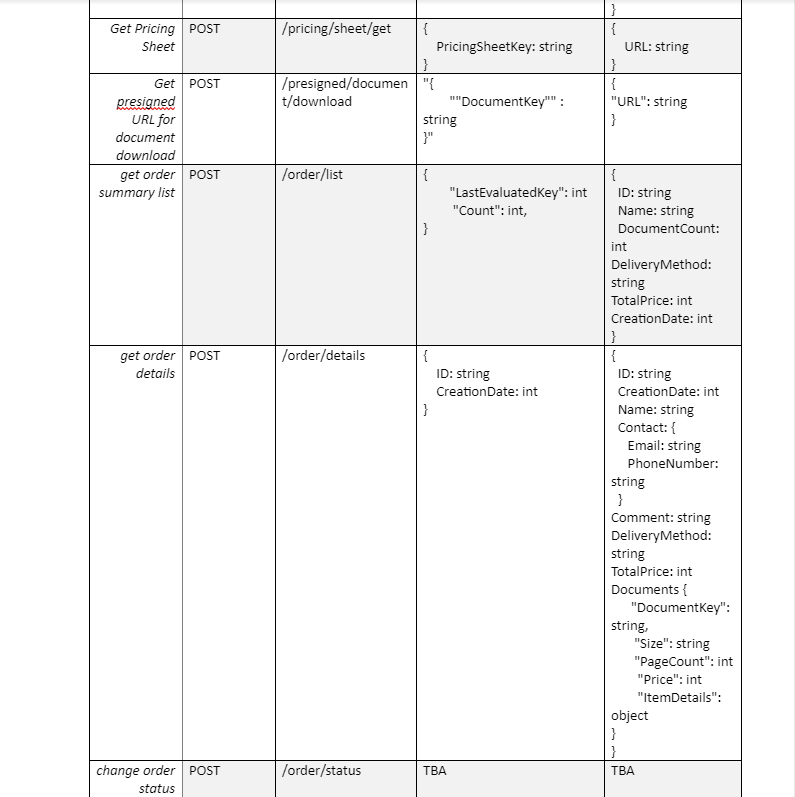 }
Get Pricing
Sheet
POST
/pricing/sheet/get
{
PricingSheetKey: string
}
{
URL: string
}
Get
presigned
URL for
document
download
POST
/presigned/documen
t/download
"{
""DocumentKey"" :
string
}"
{
"URL": string
}
get order
summary list
POST
/order/list
{
"LastEvaluatedKey": int
"Count": int,
}
{
ID: string
Name: string
DocumentCount:
int
DeliveryMethod:
string
TotalPrice: int
CreationDate: int
}
get order
details
POST
/order/details
{
ID: string
CreationDate: int
}
{
ID: string
CreationDate: int
Name: string
Contact: {
Email: string
PhoneNumber:
string
}
Comment: string
DeliveryMethod:
string
TotalPrice: int
Documents {
"DocumentKey":
string,
"Size": string
"PageCount": int
"Price": int
"ItemDetails":
object
}
}
change order
status
POST
/order/status
TBA
TBA